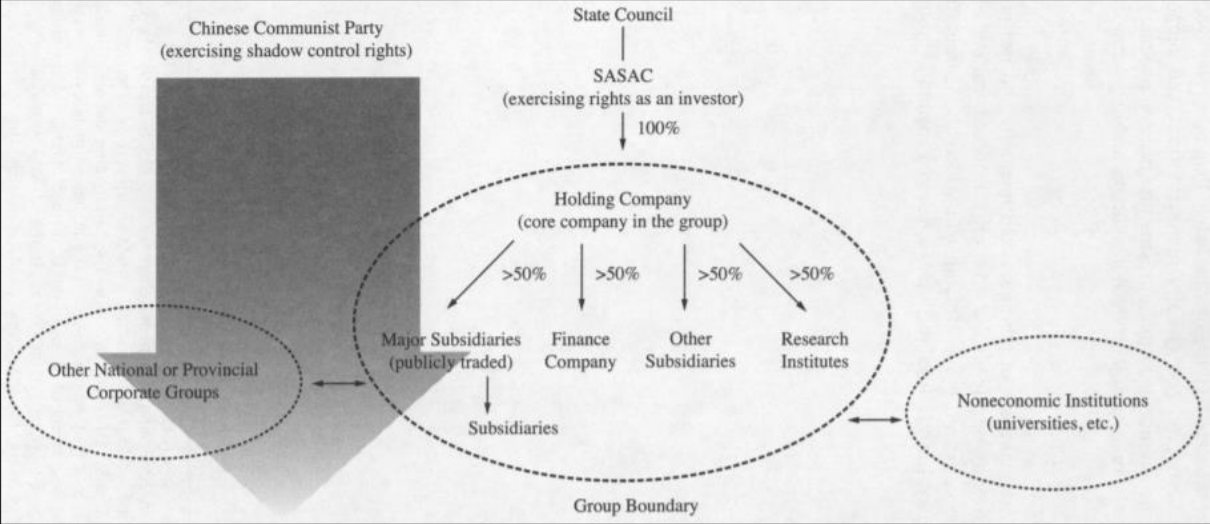 Chinese Communist Party
(exercising shadow control rights)
State Council
SASAC
(exercising rights as an investor)
100%
Holding Company
(core company in the group)
>50%
>50%
>50%
>50%
Major Subsidiaries
(publicly traded)
Finance
Company
Other
Subsidiaries
Research
Institutes
Subsidiaries
Other National or Provincial
Corporate Groups
Noneconomic Institutions
(universities, etc.)
Group Boundary